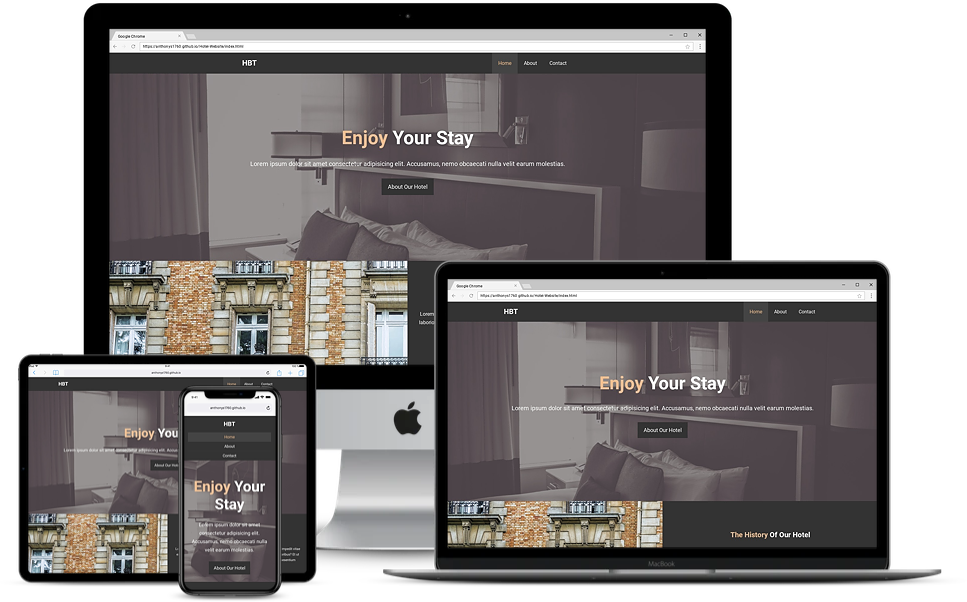 Google Chrome
https://anthonys1760.github.io/Hotel-Website/index.html
HBT
Home About Contact
Enjoy Your Stay
Lorem ipsum dolor sit amet consectetur adipisicing elit. Accusamus, nemo obcaecati nulla velit earum molestias.
About Our Hotel
Lorem
laborio
Google Chrome
https://anthonys1760.github.io/Hotel-Website/index.html
HBT
Home About Contact
Enjoy Your Stay
Lorem ipsum dolor sit amet consectetur adipisicing elit. Accusamus, nemo obcaecati nulla velit earum molestias.
About Our Hotel
The History Of Our Hotel
MacBook
anthonys1760.github.io
HBT
Home About Contact
Enjoy You
Lorem ipsum dolor sit amet consectetur
About Our Hot
anthonys1760.github.io
HBT
Home
About
Contact
Enjoy Your
Stay
Lorem ipsum dolor sit amet
consectetur adipisicing elit.
Accusamus, nemo obcaecati nulla
velit earum molestias.
About Our Hotel